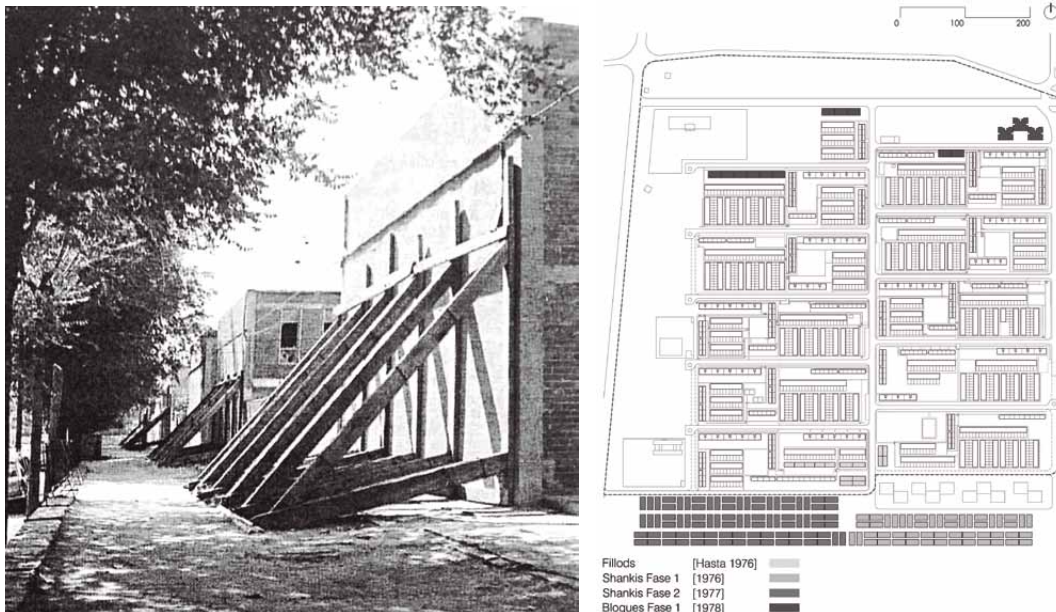 0 100 200
Fillods [Hasta 1976]
Shankis Fase 1 [1976]
Shankis Fase 2 [1977]
Bloques Fase 1 [1978]